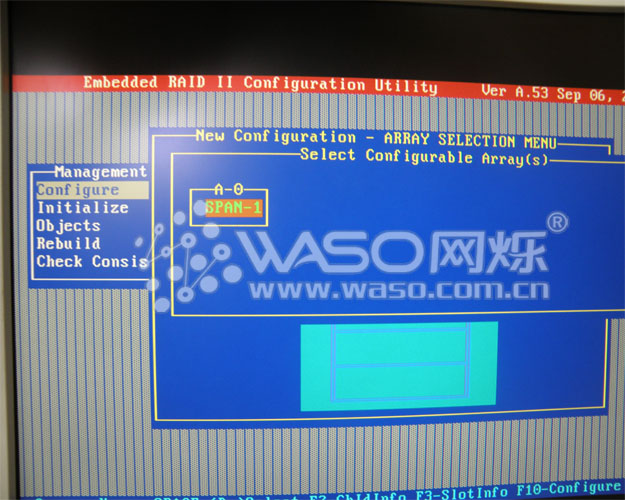 Embedded RAID II Configuration Utility Ver A.53 Sep 06, 2
New Configuration - ARRAY SELECTION MENU
Select Configurable Array(s)
Management
Configure
Initialize
Objects
Rebuild
Check Consis
A-0
SPAN-1
WASO网烁®
www.waso.com.cn
F3-SlotInfo F10-Configure